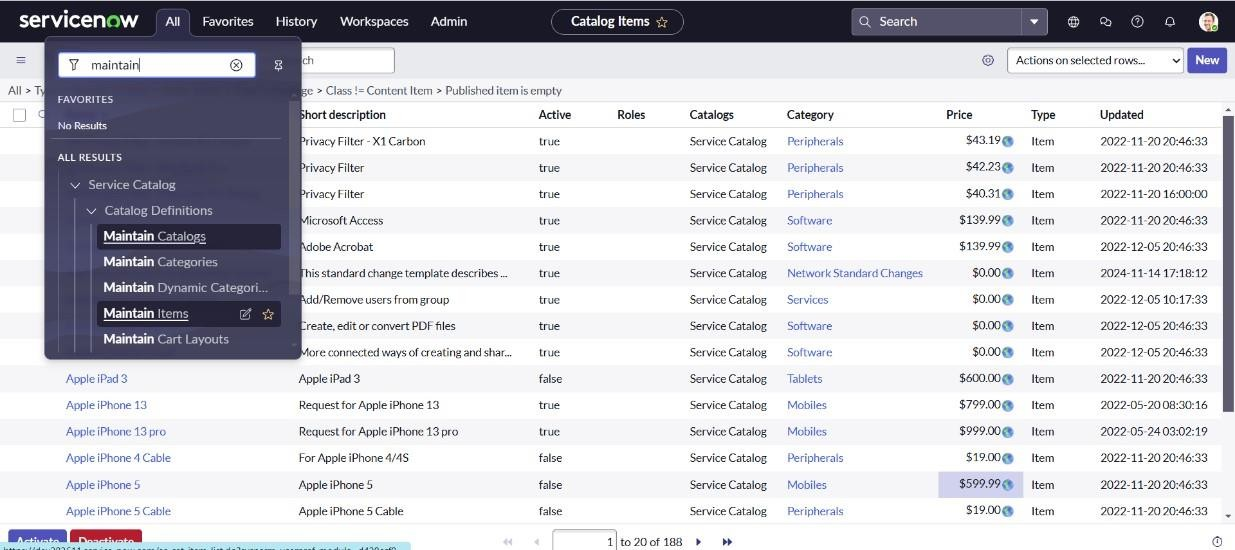 servicenow All Favorites History Workspaces Admin Catalog Items Search
maintain ch Actions on selected rows... New
All > Ty ge > Class != Content Item > Published item is empty
FAVORITES
No Results
ALL RESULTS
Service Catalog
Catalog Definitions
Maintain Catalogs
Maintain Categories
Maintain Dynamic Categori...
Maintain Items
Maintain Cart Layouts
Short description Active Roles Catalogs Category Price Type Updated
Privacy Filter - X1 Carbon true Service Catalog Peripherals $43.19 Item 2022-11-20 20:46:33
Privacy Filter true Service Catalog Peripherals $42.23 Item 2022-11-20 20:46:33
Privacy Filter true Service Catalog Peripherals $40.31 Item 2022-11-20 16:00:00
Microsoft Access true Service Catalog Software $139.99 Item 2022-11-20 20:46:33
Adobe Acrobat true Service Catalog Software $139.99 Item 2022-12-05 20:46:33
This standard change template describes ... true Service Catalog Network Standard Changes $0.00 Item 2024-11-14 17:18:12
Add/Remove users from group true Service Catalog Services $0.00 Item 2022-12-05 10:17:33
Create, edit or convert PDF files true Service Catalog Software $0.00 Item 2022-12-05 20:46:33
More connected ways of creating and shar... true Service Catalog Software $0.00 Item 2022-12-05 20:46:33
Apple iPad 3 Apple iPad 3 false Service Catalog Tablets $600.00 Item 2022-11-20 20:46:33
Apple iPhone 13 Request for Apple iPhone 13 true Service Catalog Mobiles $799.00 Item 2022-05-20 08:30:16
Apple iPhone 13 pro Request for Apple iPhone 13 pro true Service Catalog Mobiles $999.00 Item 2022-05-24 03:02:19
Apple iPhone 4 Cable For Apple iPhone 4/4S false Service Catalog Peripherals $19.00 Item 2022-11-20 20:46:33
Apple iPhone 5 Apple iPhone 5 false Service Catalog Mobiles $599.99 Item 2022-11-20 20:46:33
Apple iPhone 5 Cable Apple iPhone 5 Cable false Service Catalog Peripherals $19.00 Item 2022-11-20 20:46:33
Activate Deactivate 1 to 20 of 188